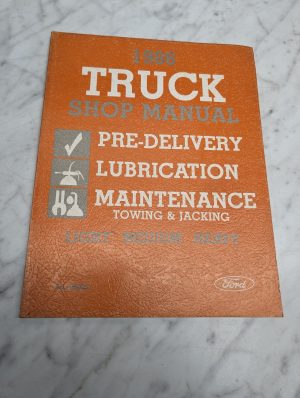 TRUCK
SHOP MANUAL
PRE-DELIVERY
LUBRICATION
MAINTENANCE
TOWING & JACKING
LIGHT MEDIUM HEAVY
Ford